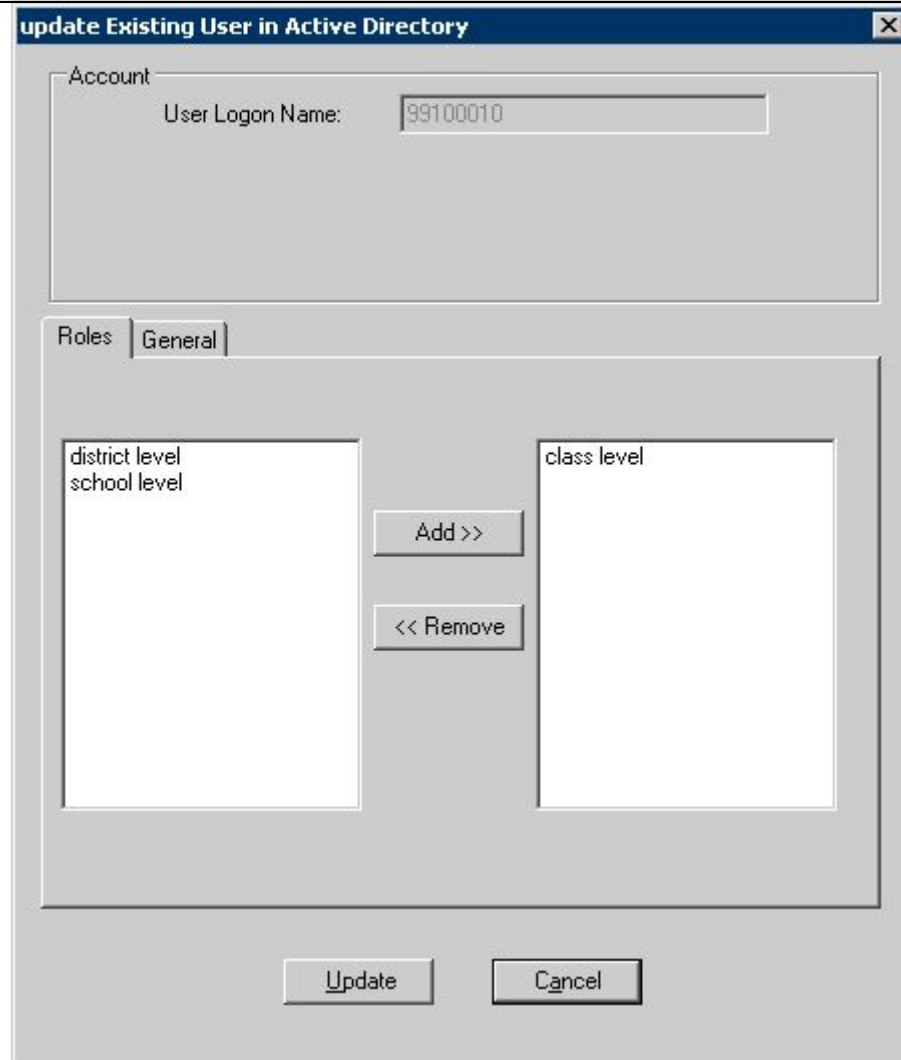 update Existing User in Active Directory
Account
User Logon Name: 99100010
Roles General
district level
school level
Add >>
<< Remove
class level
Update Cancel